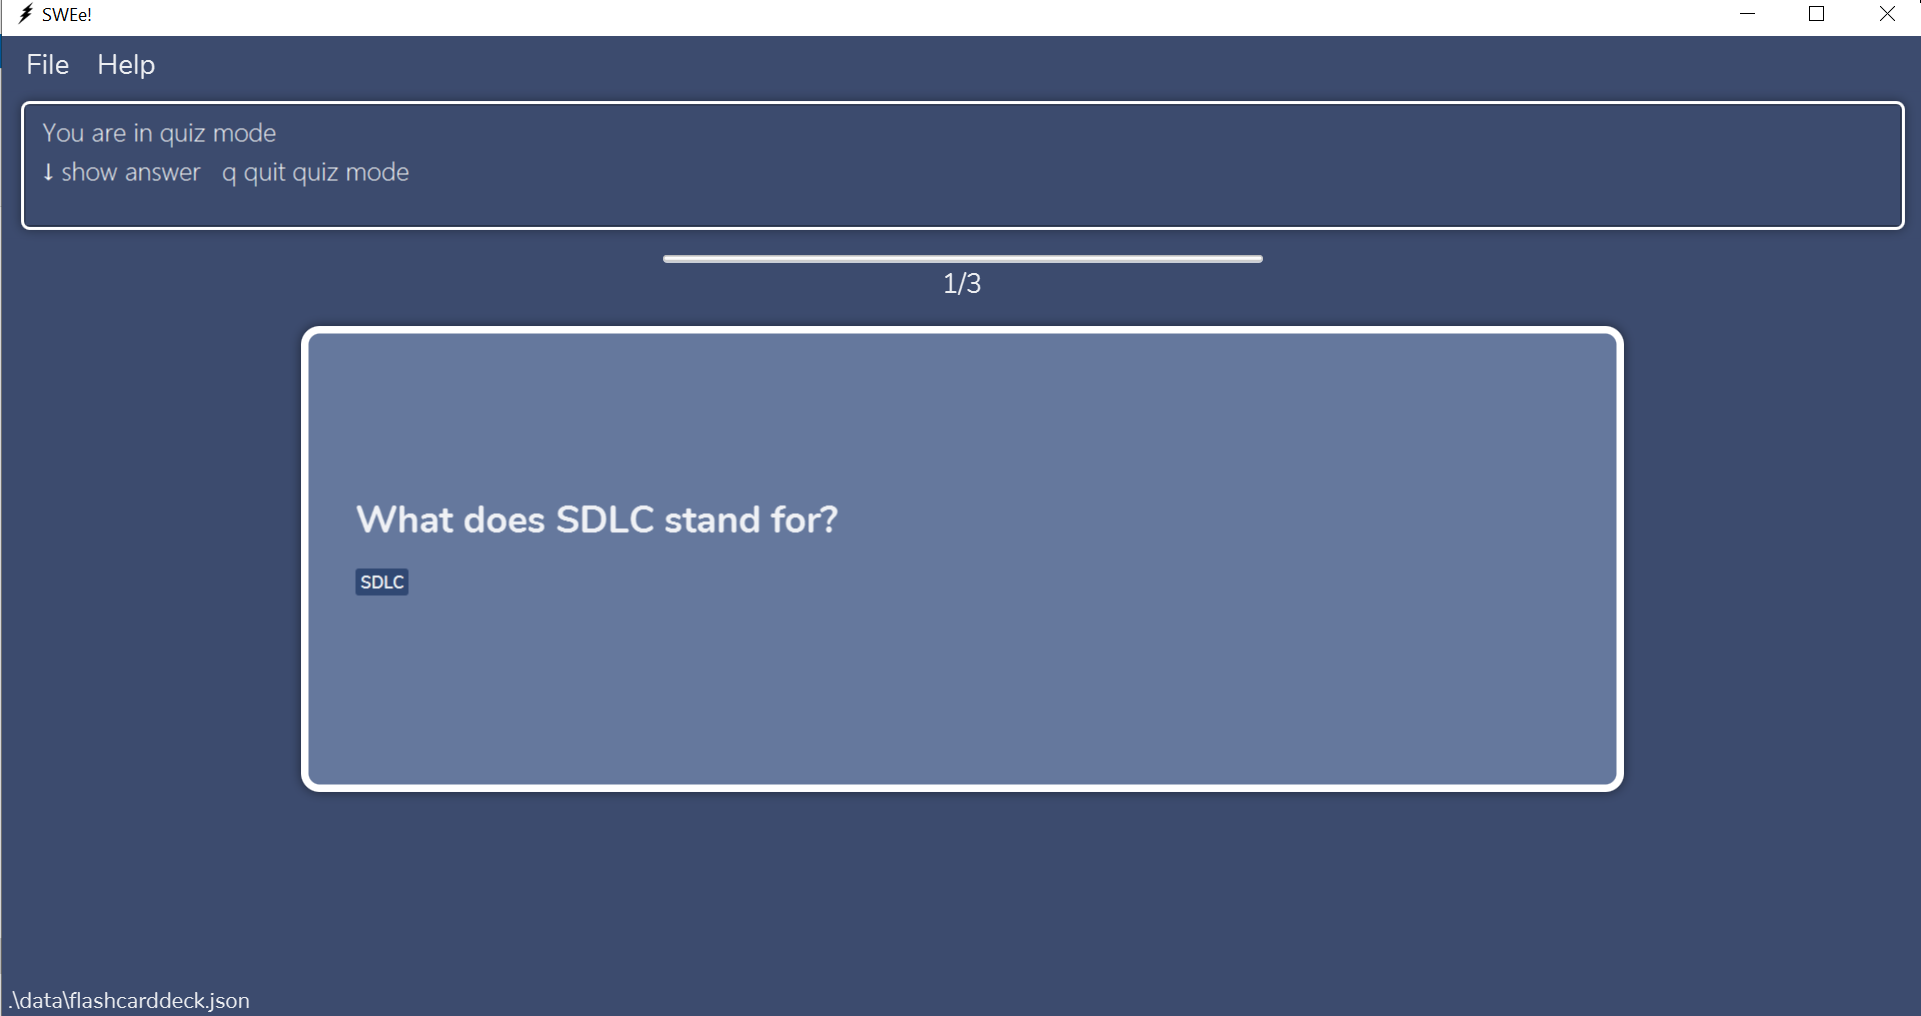 SWEe!
File Help
You are in quiz mode
↓ show answer q quit quiz mode
1/3
What does SDLC stand for?
SDLC
.\data\flashcarddeck.json